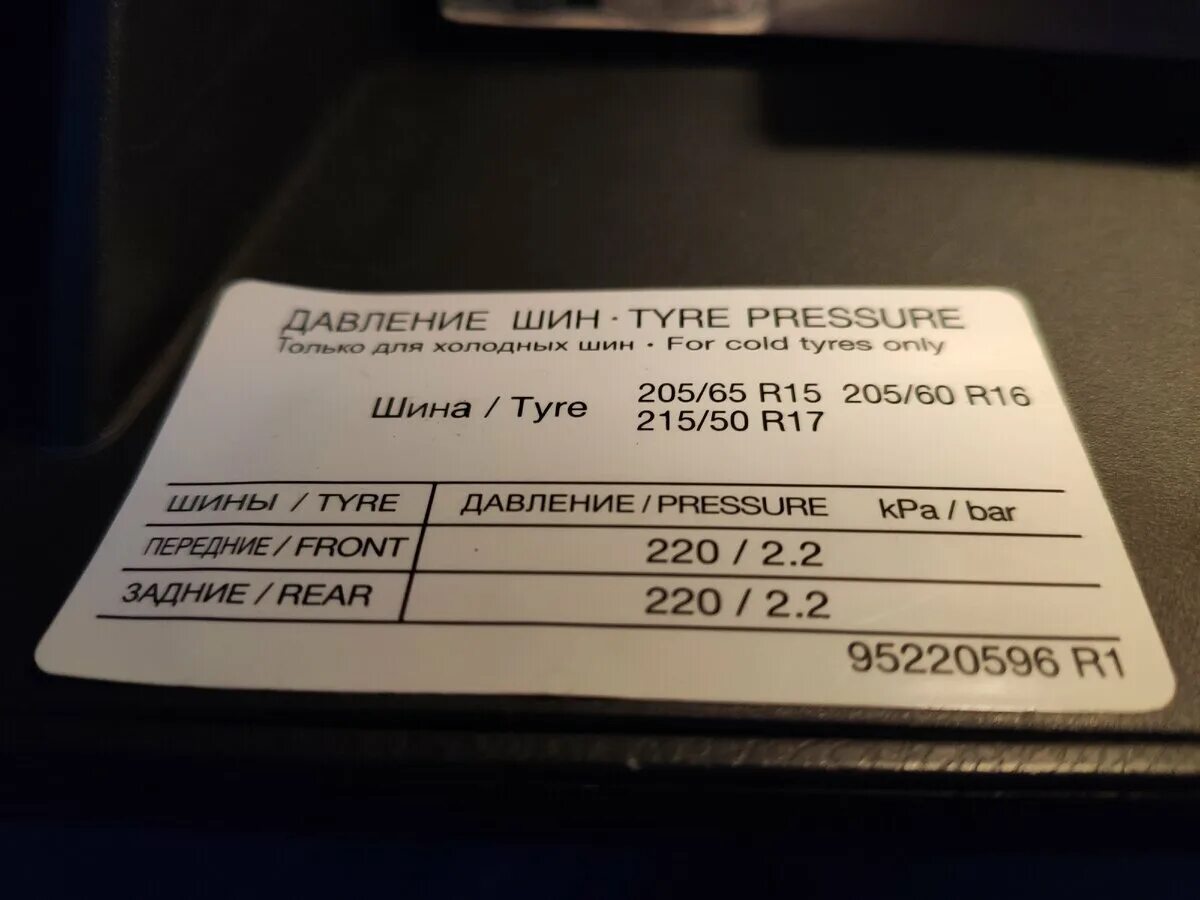 ДАВЛЕНИЕ ШИН · TYRE PRESSURE
Только для холодных шин · For cold tyres only
Шина / Tyre 205/65 R15 205/60 R16
215/50 R17
ШИНЫ / TYRE ДАВЛЕНИЕ / PRESSURE kPa / bar
ПЕРЕДНИЕ / FRONT 220 / 2.2
ЗАДНИЕ / REAR 220 / 2.2
95220596 R1